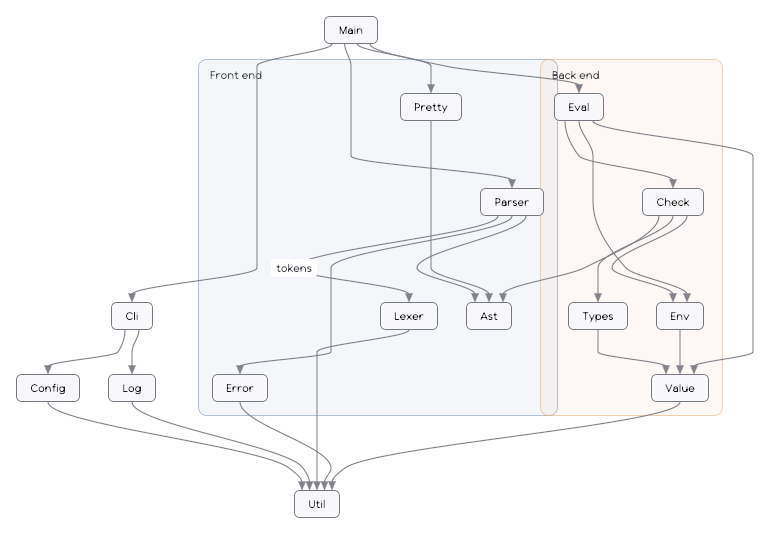 Main
Front end
Back end
Pretty
Eval
Parser
Check
tokens
Cli
Lexer
Ast
Types
Env
Config
Log
Error
Value
Util